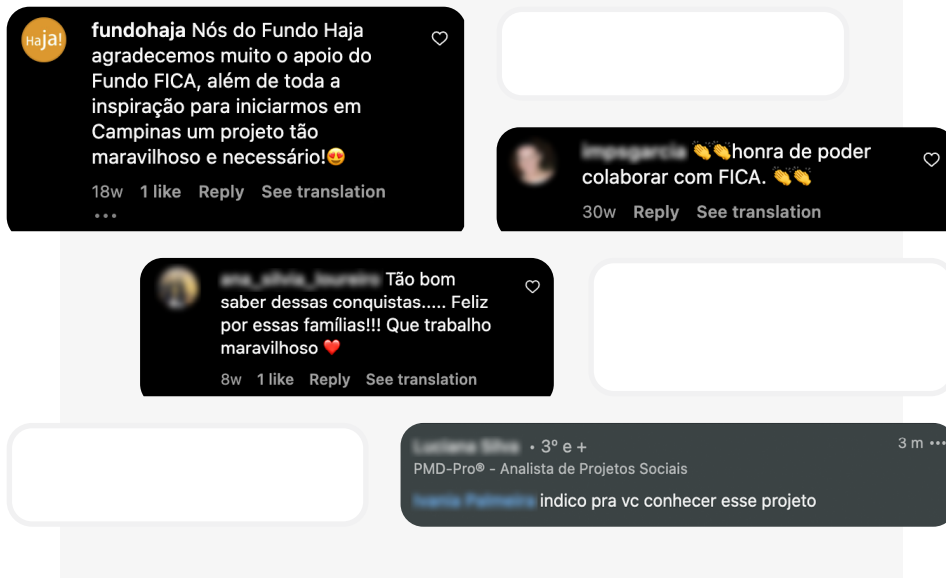 Haja!
fundohaja Nós do Fundo Haja
agradecemos muito o apoio do
Fundo FICA, além de toda a
inspiração para iniciarmos em
Campinas um projeto tão
maravilhoso e necessário!😍
18w 1 like Reply See translation
•••
👏👏honra de poder
colaborar com FICA. 👏👏
30w Reply See translation
Tão bom
saber dessas conquistas..... Feliz
por essas famílias!!! Que trabalho
maravilhoso ❤️
8w 1 like Reply See translation
• 3º e +
3 m •••
PMD-Pro® - Analista de Projetos Sociais
indico pra vc conhecer esse projeto